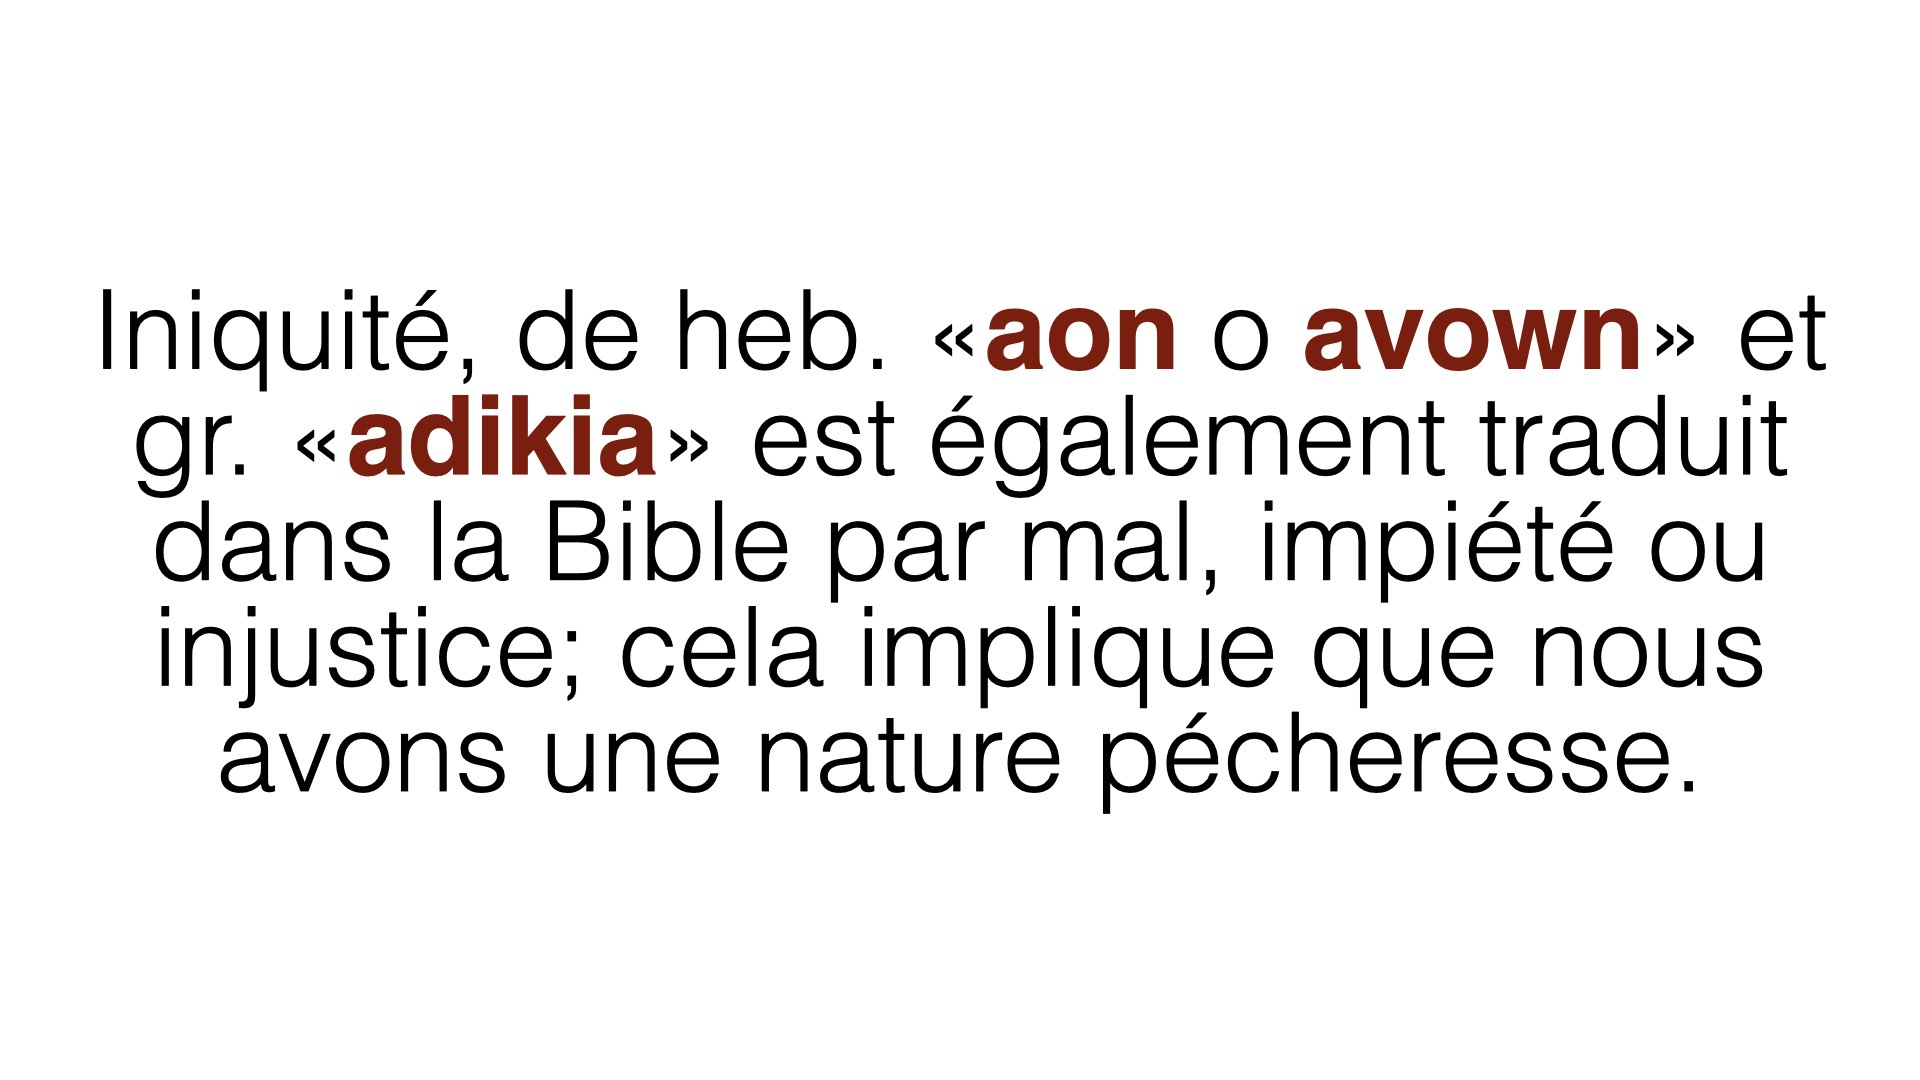 Iniquité, de heb. «aon o avown» et
gr. «adikia» est également traduit
dans la Bible par mal, impiété ou
injustice; cela implique que nous
avons une nature pécheresse.